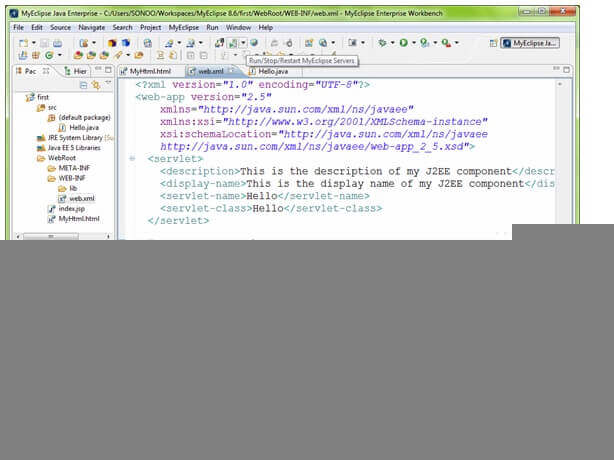 MyEclipse Java Enterprise - C:/Users/SONOO/Workspaces/MyEclipse 8.6/first/WebRoot/WEB-INF/web.xml - MyEclipse Enterprise Workbench
File Edit Source Navigate Search Project MyEclipse Run Window Help
MyEclipse Ja...
Run/Stop/Restart MyEclipse Servers
Pac Hier MyHtml.html web.xml Hello.java
first
src
(default package)
Hello.java
JRE System Library [Su
Java EE 5 Libraries
WebRoot
META-INF
WEB-INF
lib
web.xml
index.jsp
MyHtml.html
<?xml version="1.0" encoding="UTF-8"?>
<web-app version="2.5"
xmlns="http://java.sun.com/xml/ns/javaee"
xmlns:xsi="http://www.w3.org/2001/XMLSchema-instance"
xsi:schemaLocation="http://java.sun.com/xml/ns/javaee
http://java.sun.com/xml/ns/javaee/web-app_2_5.xsd">
<servlet>
<description>This is the description of my J2EE component</descr
<display-name>This is the display name of my J2EE component</dis
<servlet-name>Hello</servlet-name>
<servlet-class>Hello</servlet-class>
</servlet>